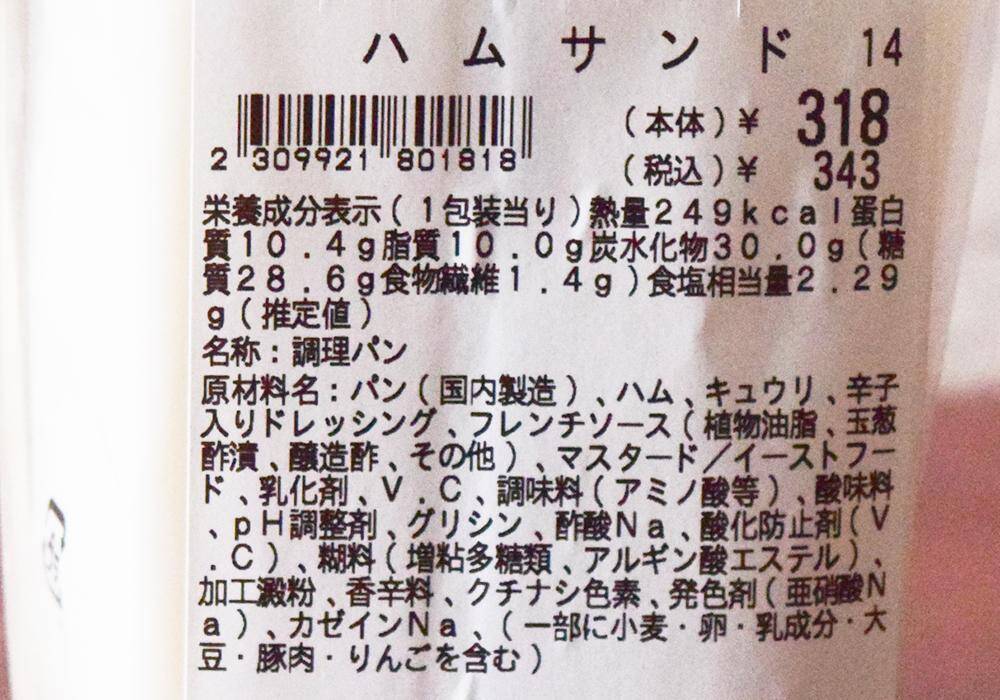 ハムサンド 14
(本体)¥ 318
2 309921 801818
(税込)¥ 343
栄養成分表示(1包装当り)熱量249kcal蛋白
質10.4g脂質10.0g炭水化物30.0g(糖
質28.6g食物繊維1.4g)食塩相当量2.29
g(推定値)
名称:調理パン
原材料名:パン(国内製造)、ハム、キュウリ、辛子
入りドレッシング、フレンチソース(植物油脂、玉葱
酢漬、醸造酢、その他)、マスタード/イーストフー
ド、乳化剤、V.C、調味料(アミノ酸等)、酸味料
、pH調整剤、グリシン、酢酸Na、酸化防止剤(V
.C)、糊料(増粘多糖類、アルギン酸エステル)、
加工澱粉、香辛料、クチナシ色素、発色剤(亜硝酸N
a)、カゼインNa、(一部に小麦・卵・乳成分・大
豆・豚肉・りんごを含む)